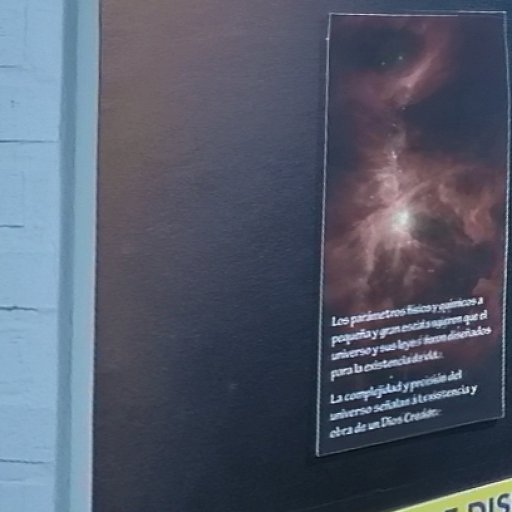 Los parámetros físicos y químicos a
pequeña y gran escala sugieren que el
universo y sus leyes fueron diseñados
para la existencia de vida.
La complejidad y precisión del
universo señalan a la existencia y
obra de un Dios Creador.
DIS